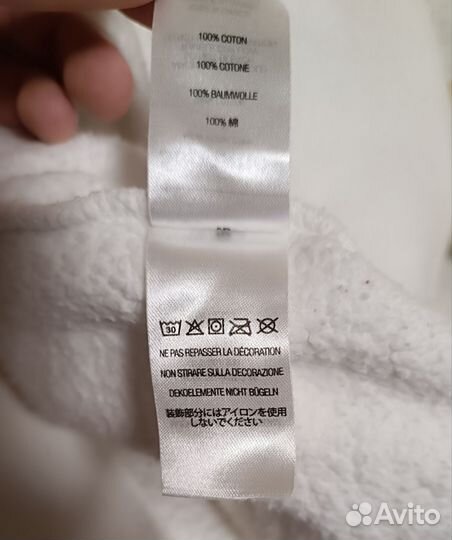 100% COTON
100% COTONE
100% BAUMWOLLE
100% 綿
30
NE PAS REPASSER LA DÉCORATION
NON STIRARE SULLA DECORAZIONE
DEKOELEMENTE NICHT BÜGELN
装飾部分にはアイロンを使用
しないでください
Avito